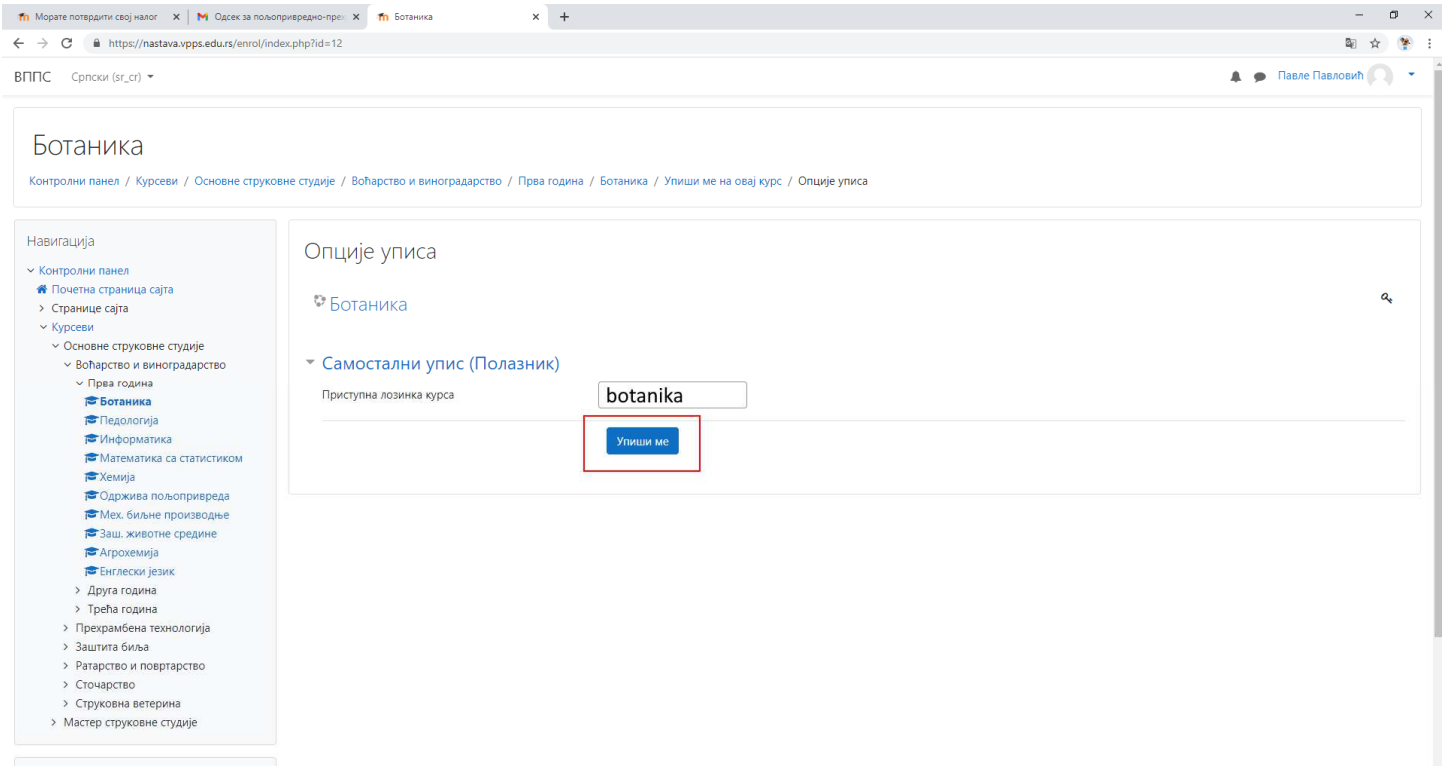 Морате потврдити свој налог
Одсек за пољопривредно-прех
Ботаника
https://nastava.vpps.edu.rs/enrol/index.php?id=12
ВППС Српски (sr_cr)
Павле Павловић
Ботаника
Контролни панел / Курсеви / Основне струковне студије / Воћарство и виноградарство / Прва година / Ботаника / Упиши ме на овај курс / Опције уписа
Навигација
Контролни панел
Почетна страница сајта
Странице сајта
Курсеви
Основне струковне студије
Воћарство и виноградарство
Прва година
Ботаника
Педологија
Информатика
Математика са статистиком
Хемија
Одржива пољопривреда
Мех. биљне производње
Заш. животне средине
Агрохемија
Енглески језик
Друга година
Трећа година
Прехрамбена технологија
Заштита биља
Ратарство и повртарство
Сточарство
Струковна ветерина
Мастер струковне студије
Опције уписа
Ботаника
Самостални упис (Полазник)
Приступна лозинка курса
botanika
Упиши ме